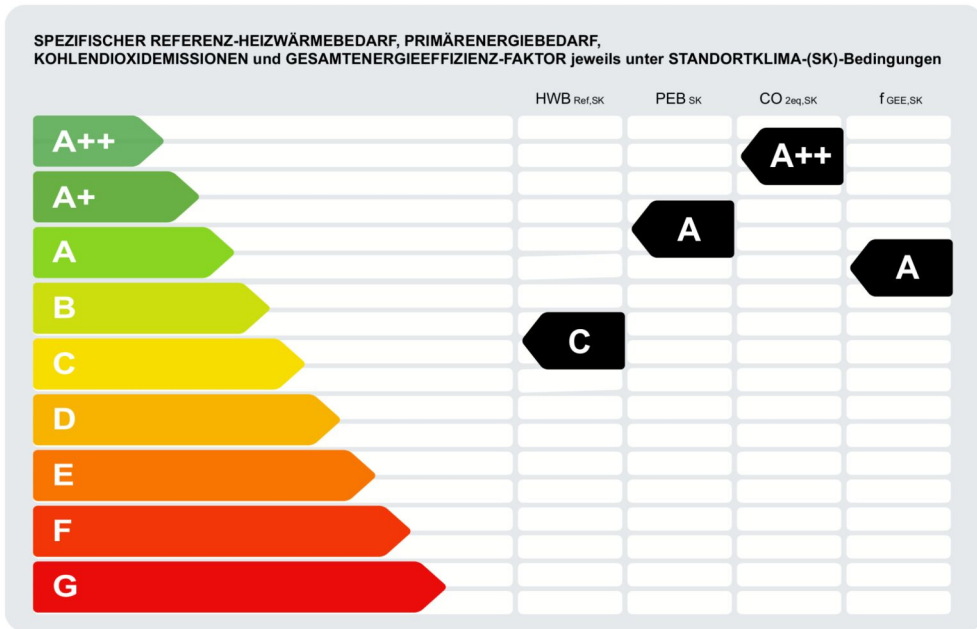 SPEZIFISCHER REFERENZ-HEIZWÄRMEBEDARF, PRIMÄRENERGIEBEDARF,
KOHLENDIOXIDEMISSIONEN und GESAMTENERGIEEFFIZIENZ-FAKTOR jeweils unter STANDORTKLIMA-(SK)-Bedingungen
HWB Ref,SK PEB SK CO 2eq,SK f GEE,SK
A++ A++
A+
A A A
B
C C
D
E
F
G